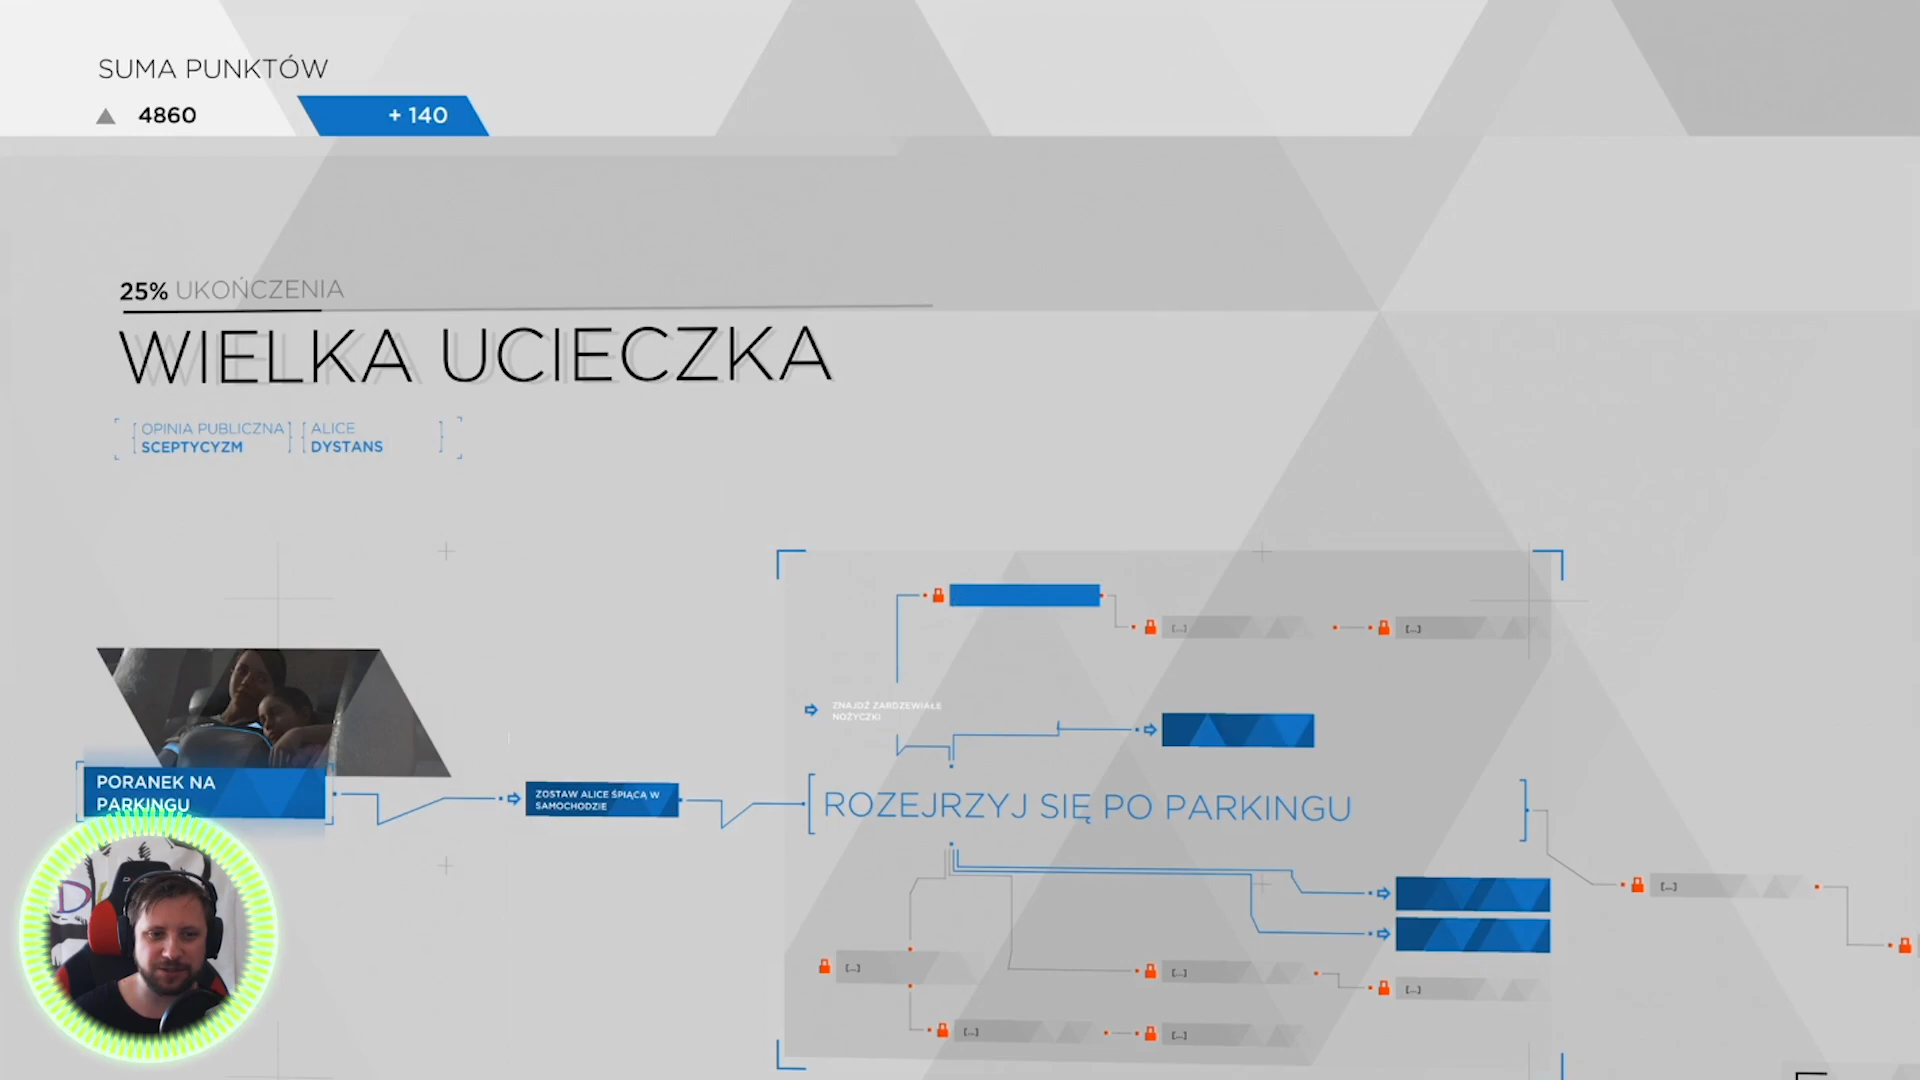 SUMA PUNKTÓW
4860
+ 140
25% UKOŃCZENIA
WIELKA UCIECZKA
OPINIA PUBLICZNA
SCEPTYCYZM
ALICE
DYSTANS
[...]
[...]
ZNAJDŹ ZARDZEWIAŁE
NOŻYCZKI
PORANEK NA
PARKINGU
ZOSTAW ALICE ŚPIĄCĄ W
SAMOCHODZIE
ROZEJRZYJ SIĘ PO PARKINGU
[...]
[...]
[...]
[...]
[...]
[...]